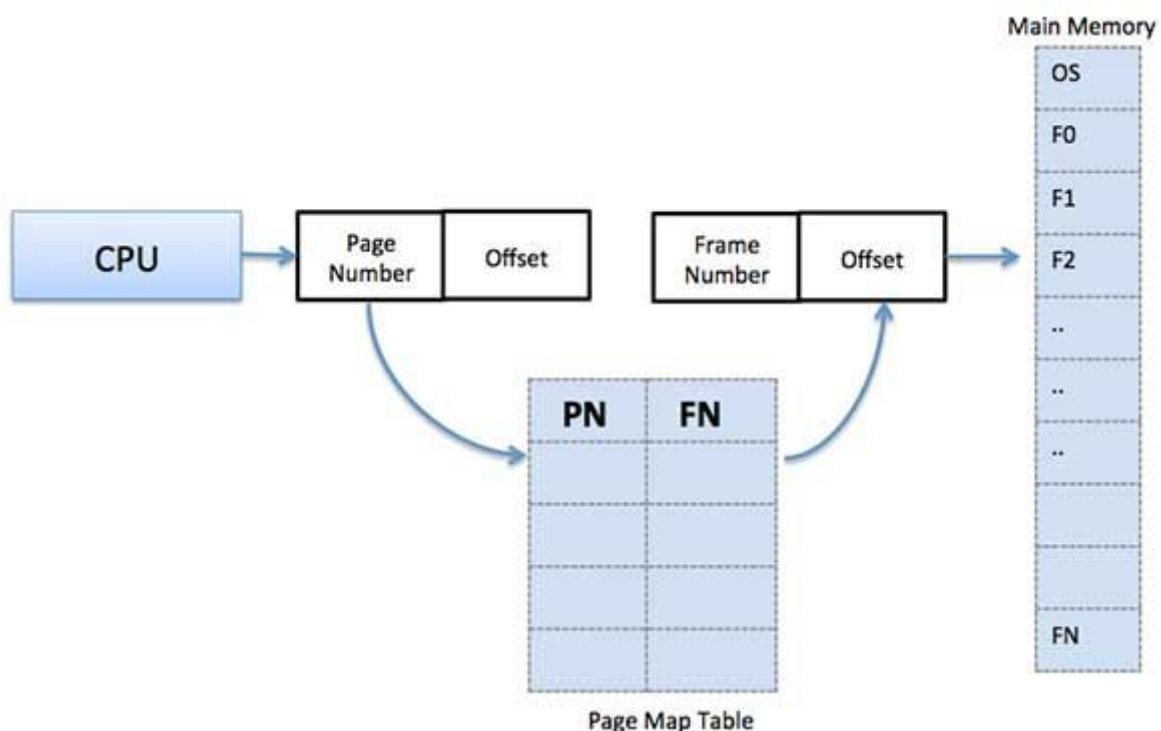 Main Memory
OS
F0
F1
F2
..
..
..
FN
CPU
Page
Number
Offset
Frame
Number
Offset
PN FN
Page Map Table